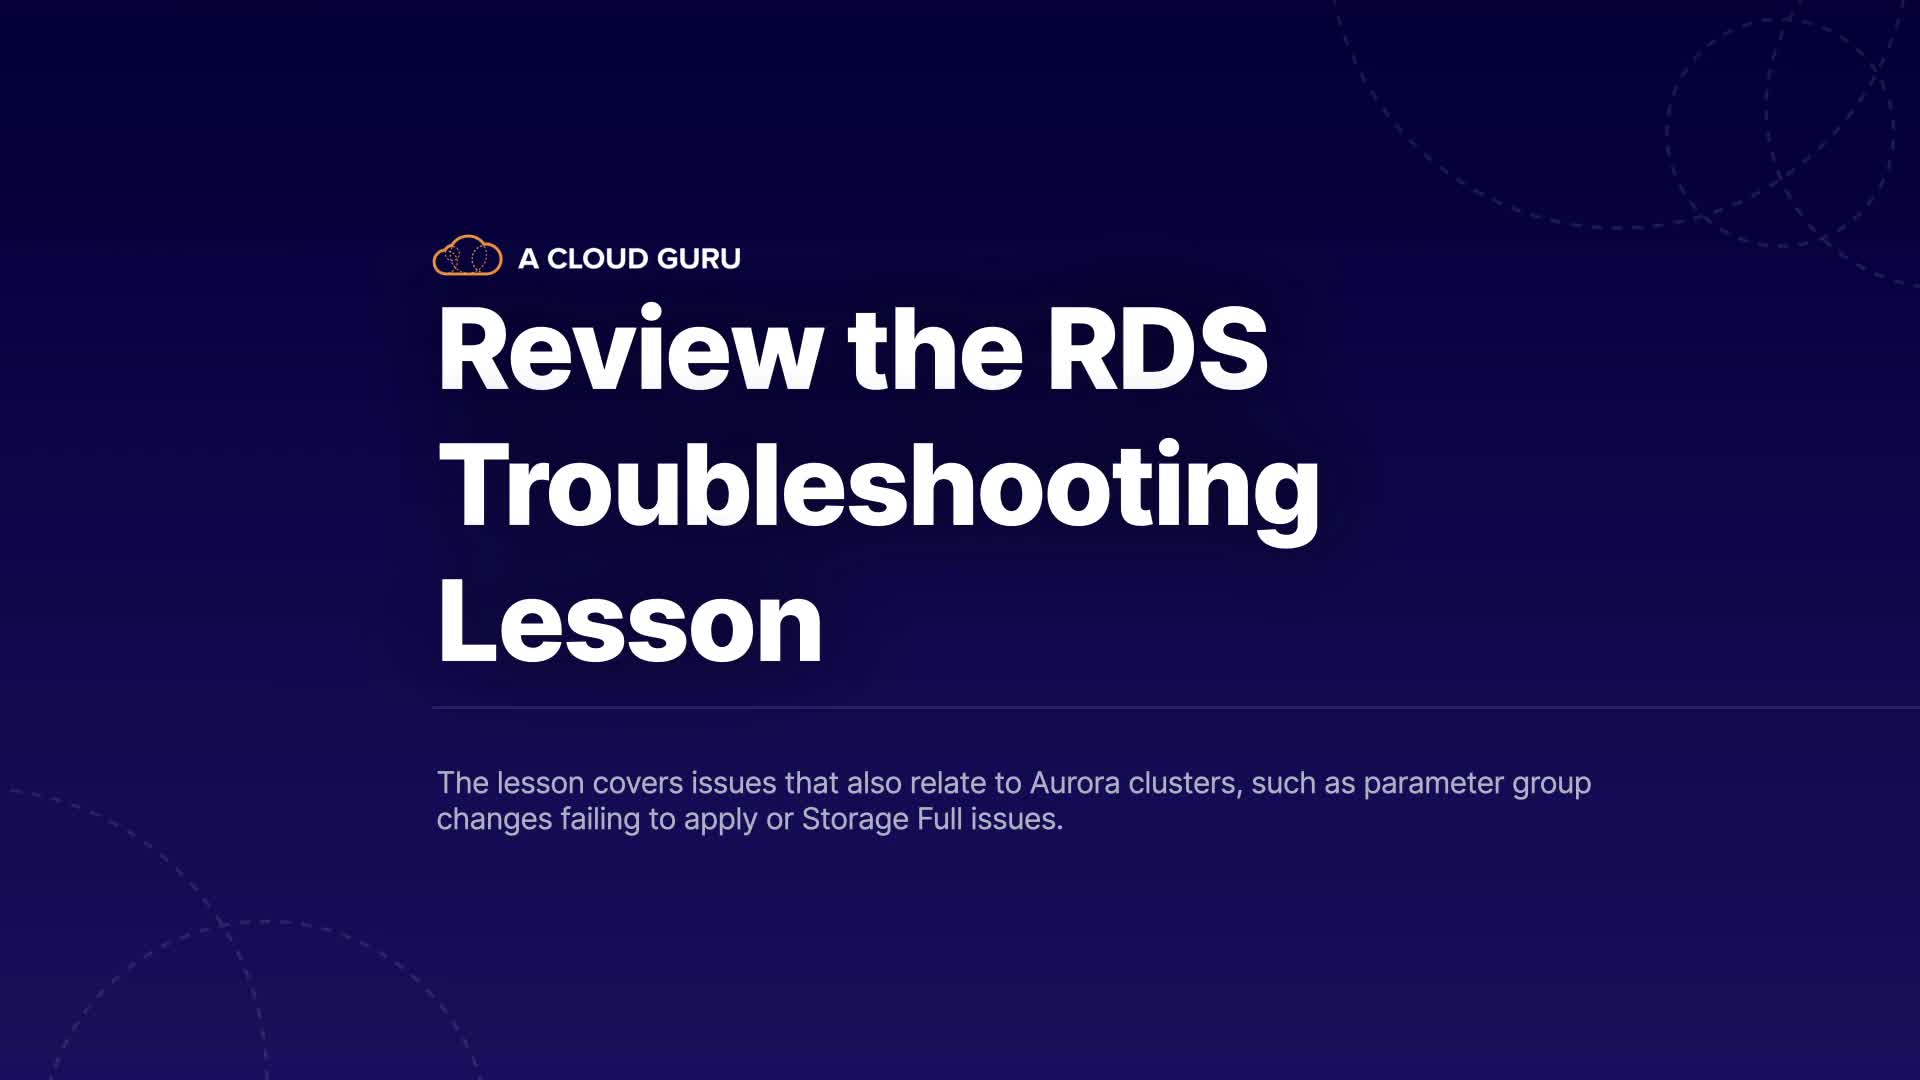 A CLOUD GURU
Review the RDS
Troubleshooting
Lesson
The lesson covers issues that also relate to Aurora clusters, such as parameter group
changes failing to apply or Storage Full issues.